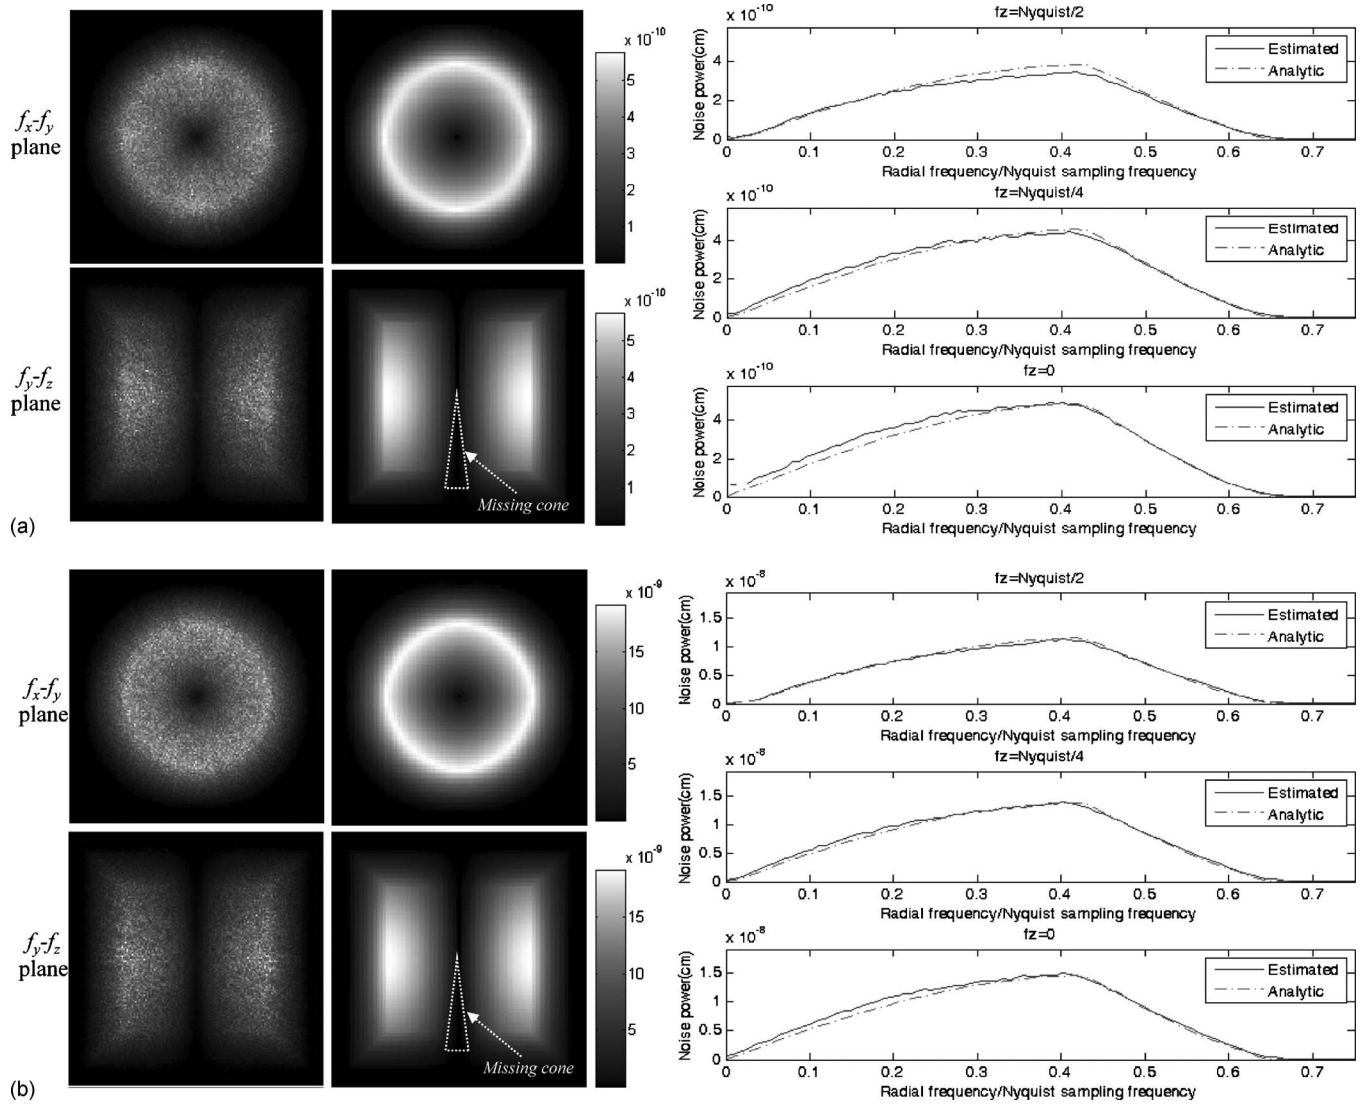 f_x-f_y
plane
x 10^-10
5
4
3
2
1
f_y-f_z
plane
Missing cone
x 10^-10
5
4
3
2
1
(a)
x 10^-10
fz=Nyquist/2
Noise power(cm)
4
2
0
Estimated
Analytic
0 0.1 0.2 0.3 0.4 0.5 0.6 0.7
Radial frequency/Nyquist sampling frequency
x 10^-10
fz=Nyquist/4
Noise power(cm)
4
2
0
Estimated
Analytic
0 0.1 0.2 0.3 0.4 0.5 0.6 0.7
Radial frequency/Nyquist sampling frequency
x 10^-10
fz=0
Noise power(cm)
4
2
0
Estimated
Analytic
0 0.1 0.2 0.3 0.4 0.5 0.6 0.7
Radial frequency/Nyquist sampling frequency
f_x-f_y
plane
x 10^-9
15
10
5
f_y-f_z
plane
Missing cone
x 10^-9
15
10
5
(b)
x 10^-8
fz=Nyquist/2
Noise power(cm)
1.5
1
0.5
0
Estimated
Analytic
0 0.1 0.2 0.3 0.4 0.5 0.6 0.7
Radial frequency/Nyquist sampling frequency
x 10^-8
fz=Nyquist/4
Noise power(cm)
1.5
1
0.5
0
Estimated
Analytic
0 0.1 0.2 0.3 0.4 0.5 0.6 0.7
Radial frequency/Nyquist sampling frequency
x 10^-8
fz=0
Noise power(cm)
1.5
1
0.5
0
Estimated
Analytic
0 0.1 0.2 0.3 0.4 0.5 0.6 0.7
Radial frequency/Nyquist sampling frequency